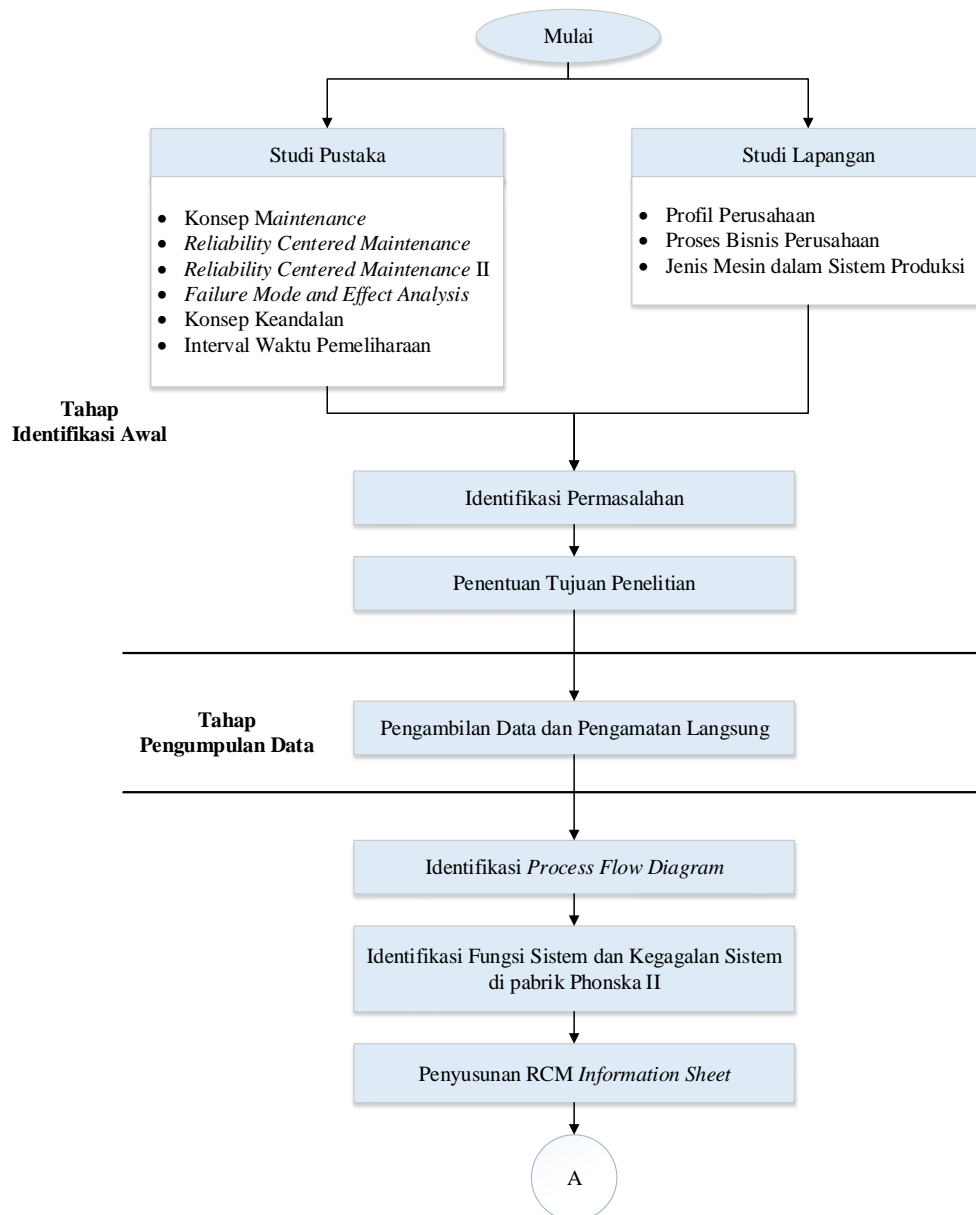 Mulai
Studi Pustaka
• Konsep Maintenance
• Reliability Centered Maintenance
• Reliability Centered Maintenance II
• Failure Mode and Effect Analysis
• Konsep Keandalan
• Interval Waktu Pemeliharaan
Studi Lapangan
• Profil Perusahaan
• Proses Bisnis Perusahaan
• Jenis Mesin dalam Sistem Produksi
Tahap
Identifikasi Awal
Identifikasi Permasalahan
Penentuan Tujuan Penelitian
Tahap
Pengumpulan Data
Pengambilan Data dan Pengamatan Langsung
Identifikasi Process Flow Diagram
Identifikasi Fungsi Sistem dan Kegagalan Sistem
di pabrik Phonska II
Penyusunan RCM Information Sheet
A